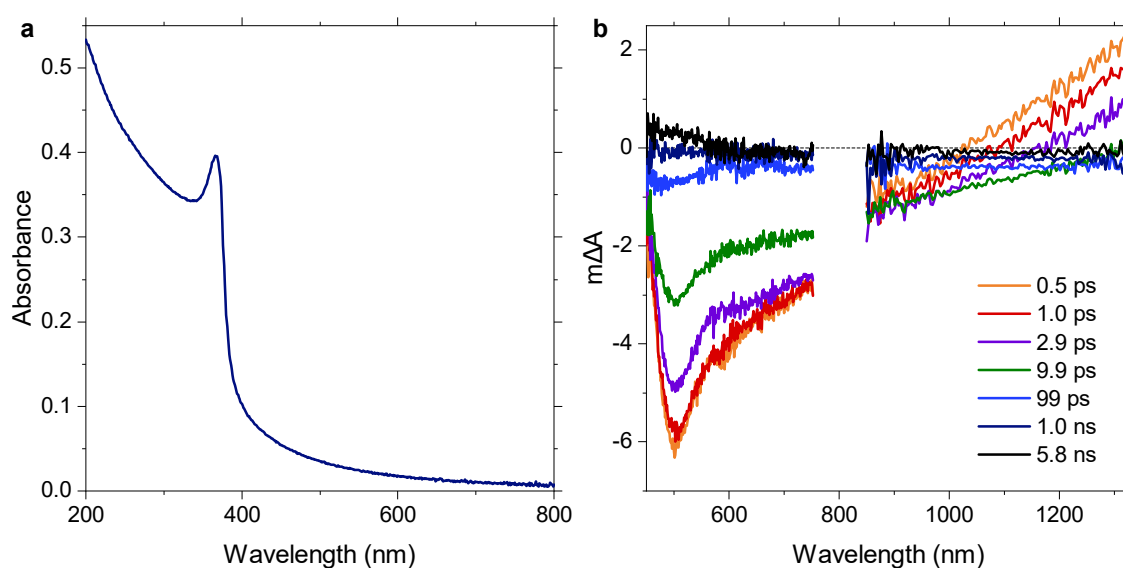 a
0.5
0.4
0.3
0.2
0.1
0.0
Absorbance
200
400
600
800
Wavelength (nm)
b
2
0
-2
-4
-6
mΔA
600
800
1000
1200
Wavelength (nm)
0.5 ps
1.0 ps
2.9 ps
9.9 ps
99 ps
1.0 ns
5.8 ns